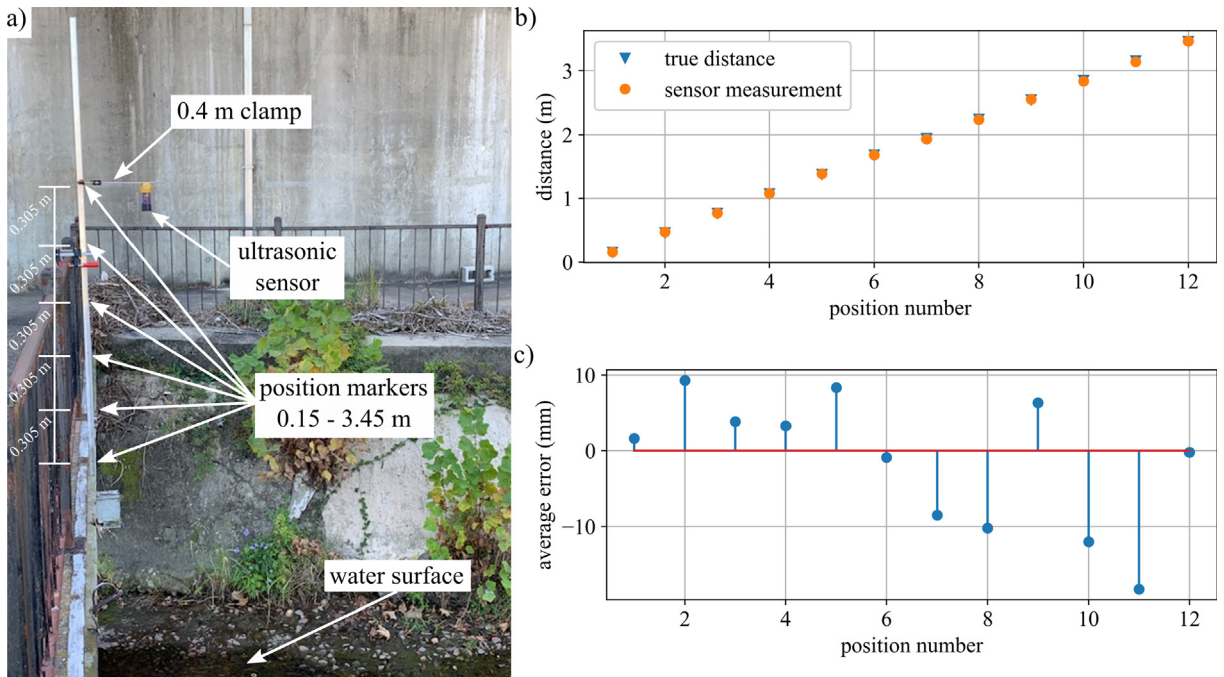 a)
0.4 m clamp
0.305 m
0.305 m
0.305 m
0.305 m
0.305 m
ultrasonic
sensor
position markers
0.15 - 3.45 m
water surface
b)
distance (m)
3
2
1
0
true distance
sensor measurement
2 4 6 8 10 12
position number
c)
average error (mm)
10
0
−10
2 4 6 8 10 12
position number